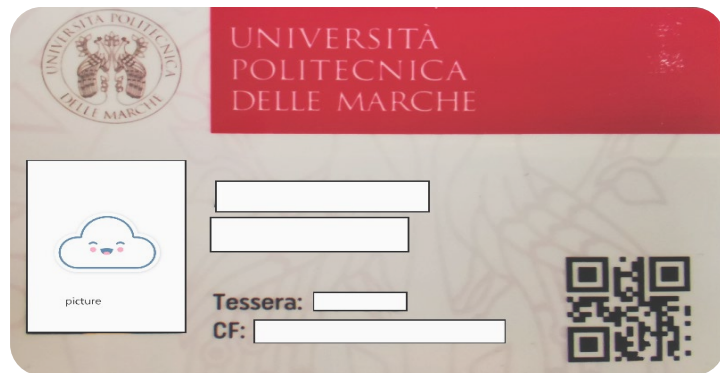 UNIVERSITÀ POLITECNICA
DELLE MARCHE
UNIVERSITÀ
POLITECNICA
DELLE MARCHE
picture
Tessera:
CF: